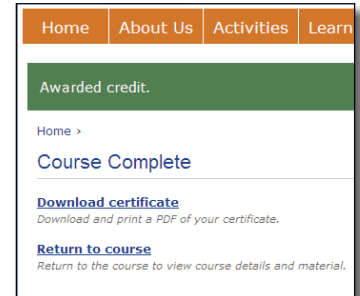 Home About Us Activities Learn
Awarded credit.
Home ›
Course Complete
Download certificate
Download and print a PDF of your certificate.
Return to course
Return to the course to view course details and material.